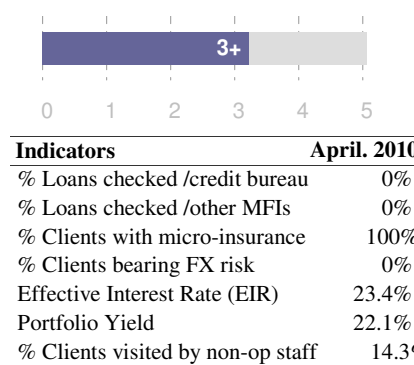 3+
0 1 2 3 4 5
Indicators April. 2010
% Loans checked /credit bureau 0%
% Loans checked /other MFIs 0%
% Clients with micro-insurance 100%
% Clients bearing FX risk 0%
Effective Interest Rate (EIR) 23.4%
Portfolio Yield 22.1%
% Clients visited by non-op staff 14.3%